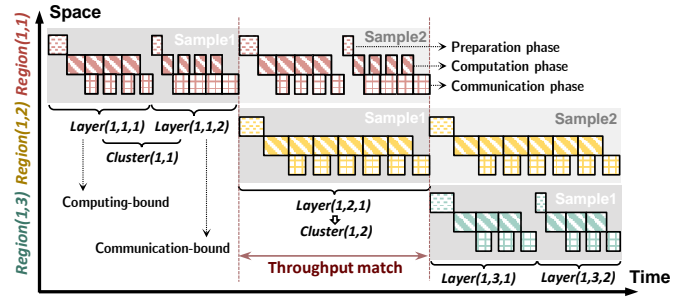 Space
Region(1,1)
Region(1,2)
Region(1,3)
Sample1
Sample2
Preparation phase
Computation phase
Communication phase
Layer(1,1,1)
Layer(1,1,2)
Cluster(1,1)
Sample1
Sample2
Computing-bound
Communication-bound
Layer(1,2,1)
Cluster(1,2)
Sample1
Throughput match
Layer(1,3,1)
Layer(1,3,2)
Time